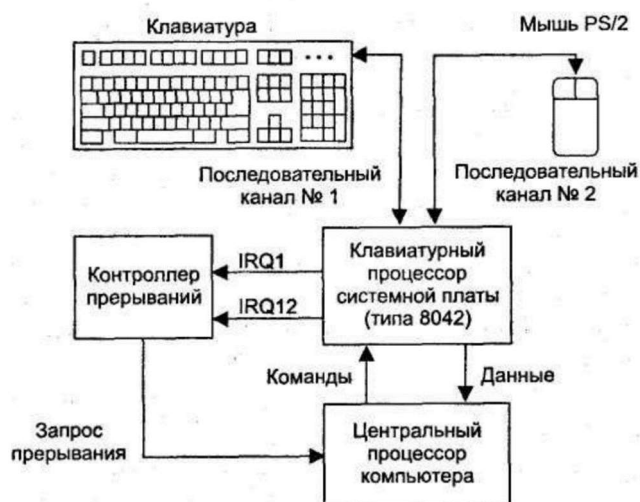 Клавиатура
Мышь PS/2
Последовательный
канал № 1
Последовательный
канал № 2
Контроллер
прерываний
IRQ1
IRQ12
Клавиатурный
процессор
системной платы
(типа 8042)
Команды
Данные
Запрос
прерывания
Центральный
процессор
компьютера